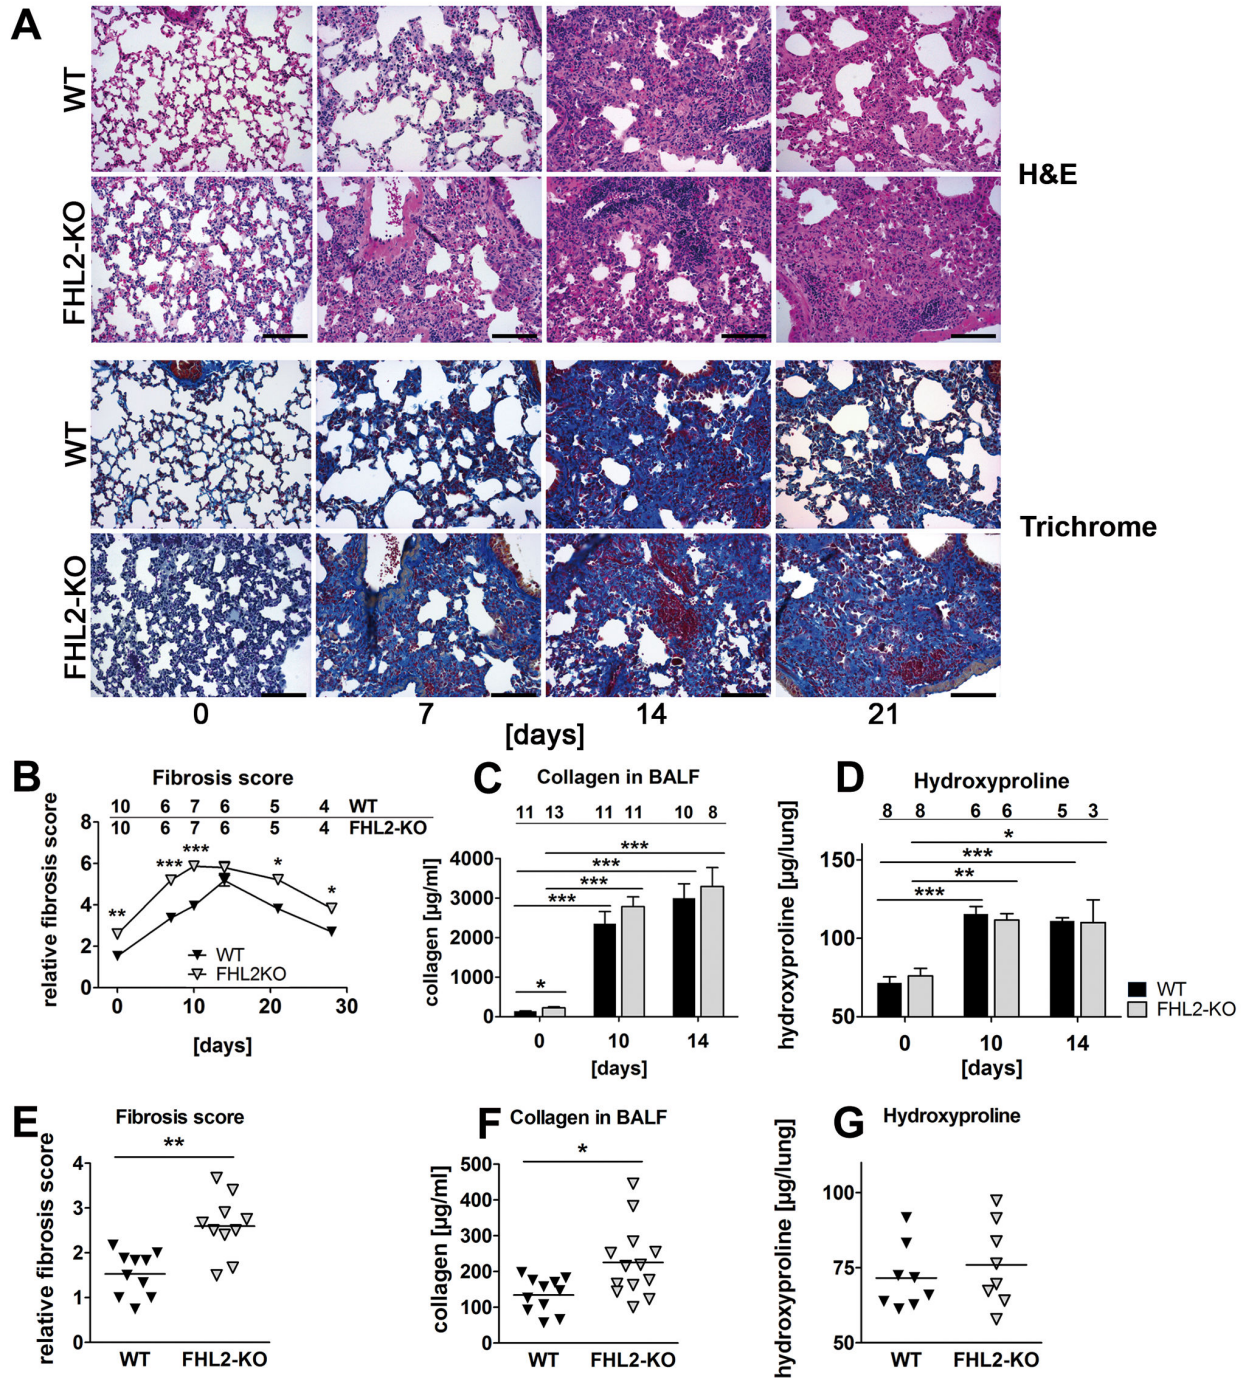 A
WT
FHL2-KO
H&E
WT
FHL2-KO
Trichrome
0 7 14 21
[days]
B
Fibrosis score
10 6 7 6 5 4 WT
10 6 7 6 5 4 FHL2-KO
relative fibrosis score
8
6
4
2
0
** *** *** * *
WT
FHL2KO
0 10 20 30
[days]
C
Collagen in BALF
11 13 11 11 10 8
collagen [µg/ml]
4000
3000
2000
1000
0
***
***
***
***
*
0 10 14
[days]
D
Hydroxyproline
8 8 6 6 5 3
hydroxyproline [µg/lung]
150
100
50
*
***
**
***
0 10 14
[days]
WT
FHL2-KO
E
Fibrosis score
relative fibrosis score
**
4
3
2
1
0
WT FHL2-KO
F
Collagen in BALF
collagen [µg/ml]
*
500
400
300
200
100
0
WT FHL2-KO
G
Hydroxyproline
hydroxyproline [µg/lung]
100
75
50
WT FHL2-KO